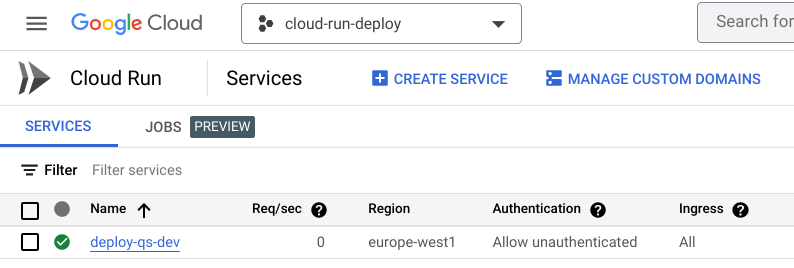 Google Cloud cloud-run-deploy Search for
Cloud Run Services CREATE SERVICE MANAGE CUSTOM DOMAINS
SERVICES JOBS PREVIEW
Filter Filter services
Name Req/sec ? Region Authentication ? Ingress ?
deploy-qs-dev 0 europe-west1 Allow unauthenticated All